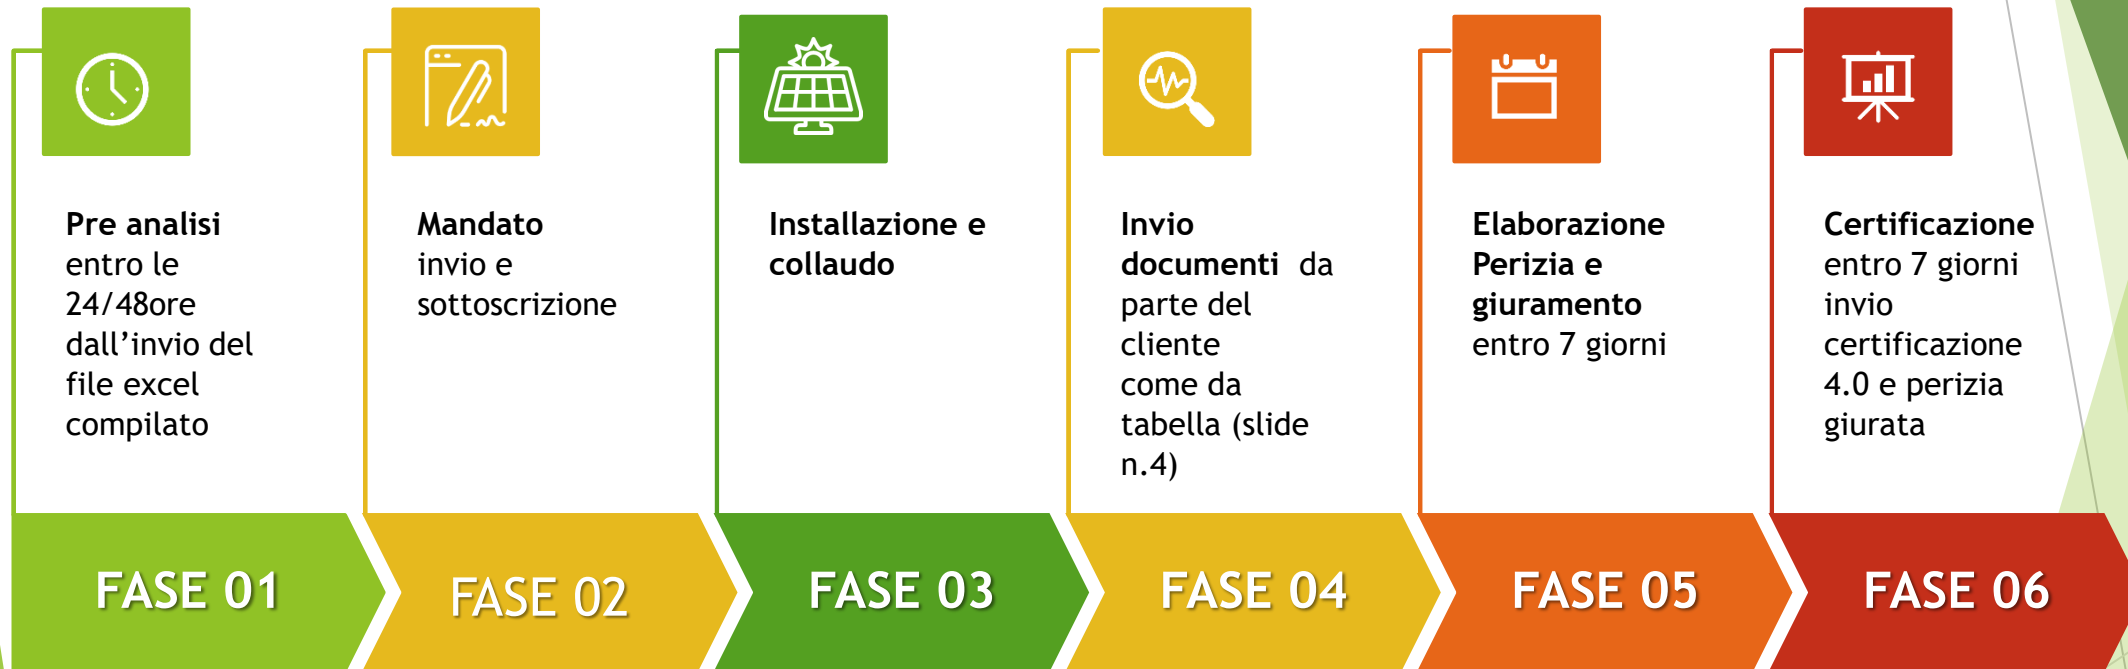 Pre analisi
entro le
24/48ore
dall’invio del
file excel
compilato
Mandato
invio e
sottoscrizione
Installazione e
collaudo
Invio
documenti da
parte del
cliente
come da
tabella (slide
n.4)
Elaborazione
Perizia e
giuramento
entro 7 giorni
Certificazione
entro 7 giorni
invio
certificazione
4.0 e perizia
giurata
FASE 01
FASE 02
FASE 03
FASE 04
FASE 05
FASE 06